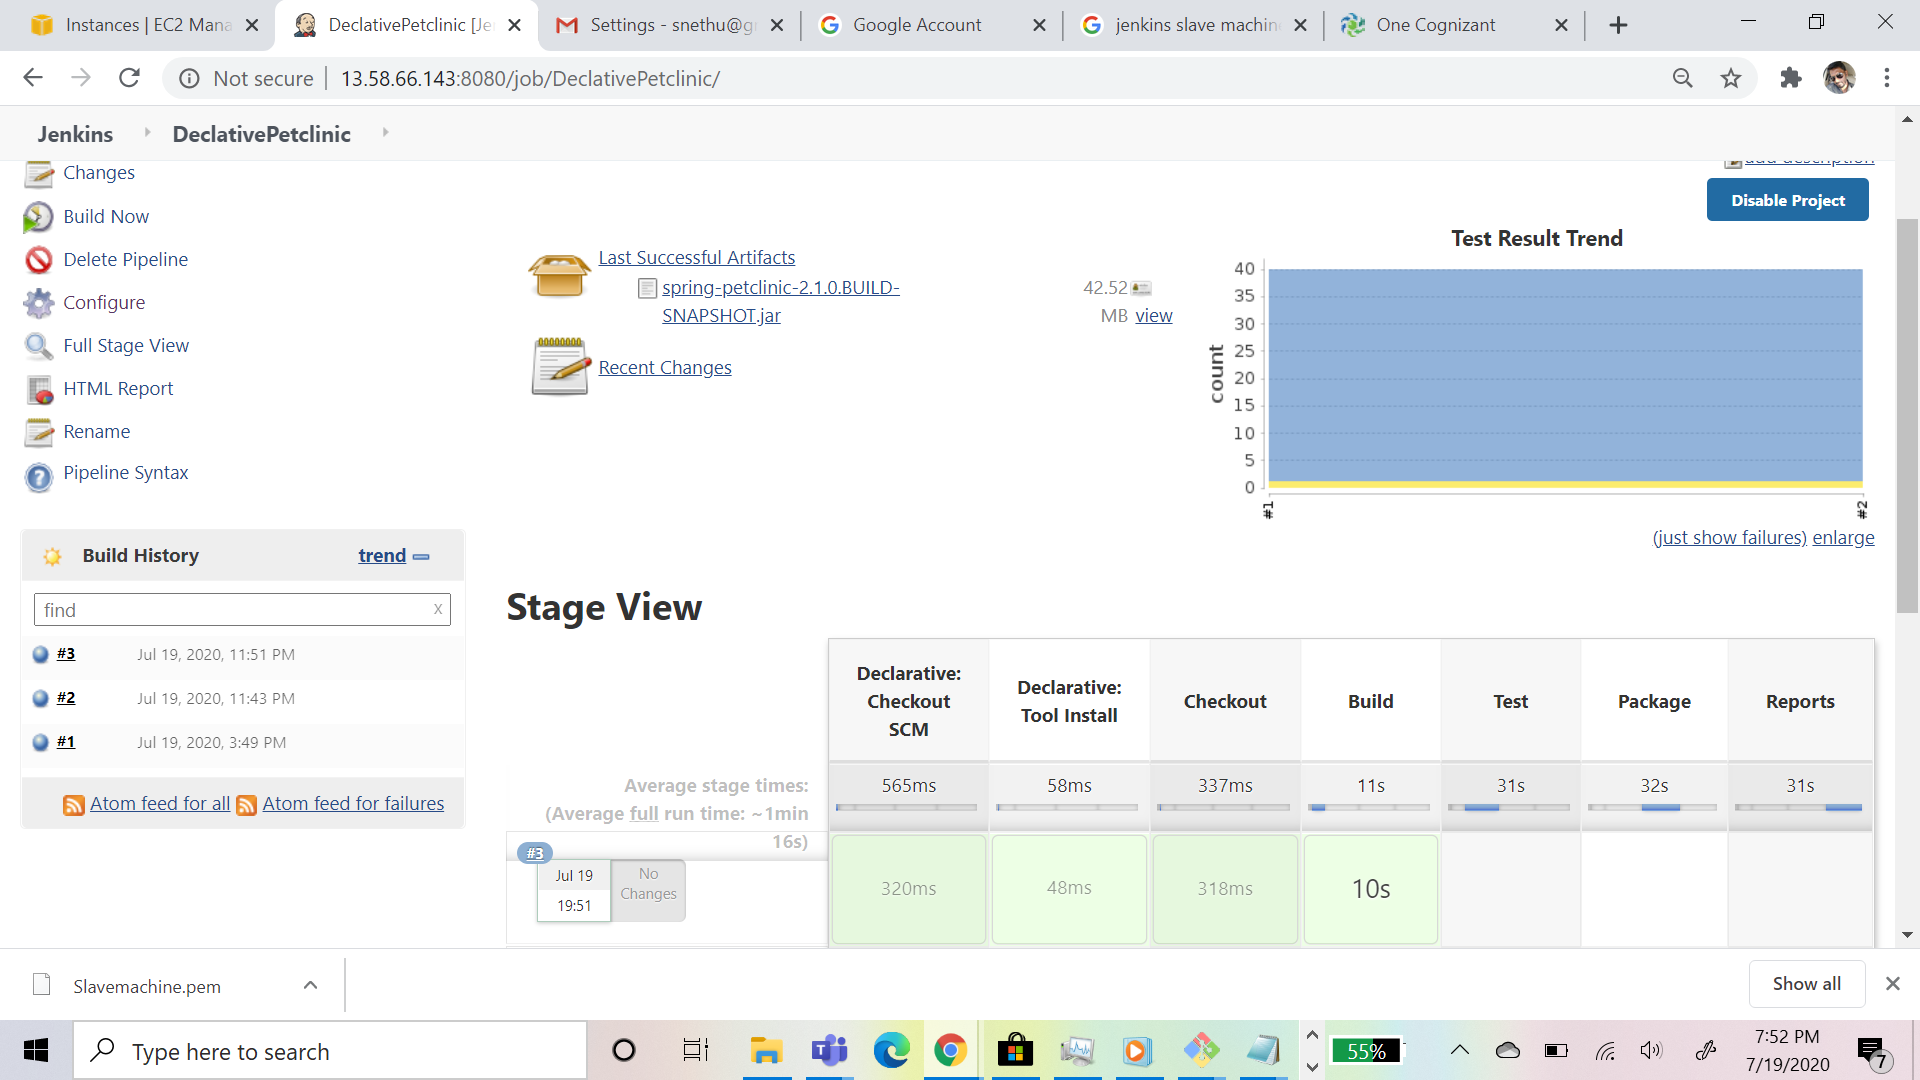 Instances | EC2 Mana
DeclativePetclinic [Je
Settings - snethu@g
Google Account
jenkins slave machin
One Cognizant
Not secure
13.58.66.143:8080/job/DeclativePetclinic/
Jenkins
DeclativePetclinic
add description
Changes
Build Now
Delete Pipeline
Configure
Full Stage View
HTML Report
Rename
Pipeline Syntax
Disable Project
Last Successful Artifacts
spring-petclinic-2.1.0.BUILD-
SNAPSHOT.jar
42.52
MB view
Recent Changes
Test Result Trend
count
40
35
30
25
20
15
10
5
0
#1
#2
(just show failures) enlarge
Build History
trend
find
x
#3 Jul 19, 2020, 11:51 PM
#2 Jul 19, 2020, 11:43 PM
#1 Jul 19, 2020, 3:49 PM
Atom feed for all
Atom feed for failures
Stage View
Declarative:
Checkout
SCM
Declarative:
Tool Install
Checkout
Build
Test
Package
Reports
Average stage times:
(Average full run time: ~1min
16s)
565ms
58ms
337ms
11s
31s
32s
31s
#3
Jul 19
19:51
No
Changes
320ms
48ms
318ms
10s
Slavemachine.pem
Show all
Type here to search
55%
7:52 PM
7/19/2020
7